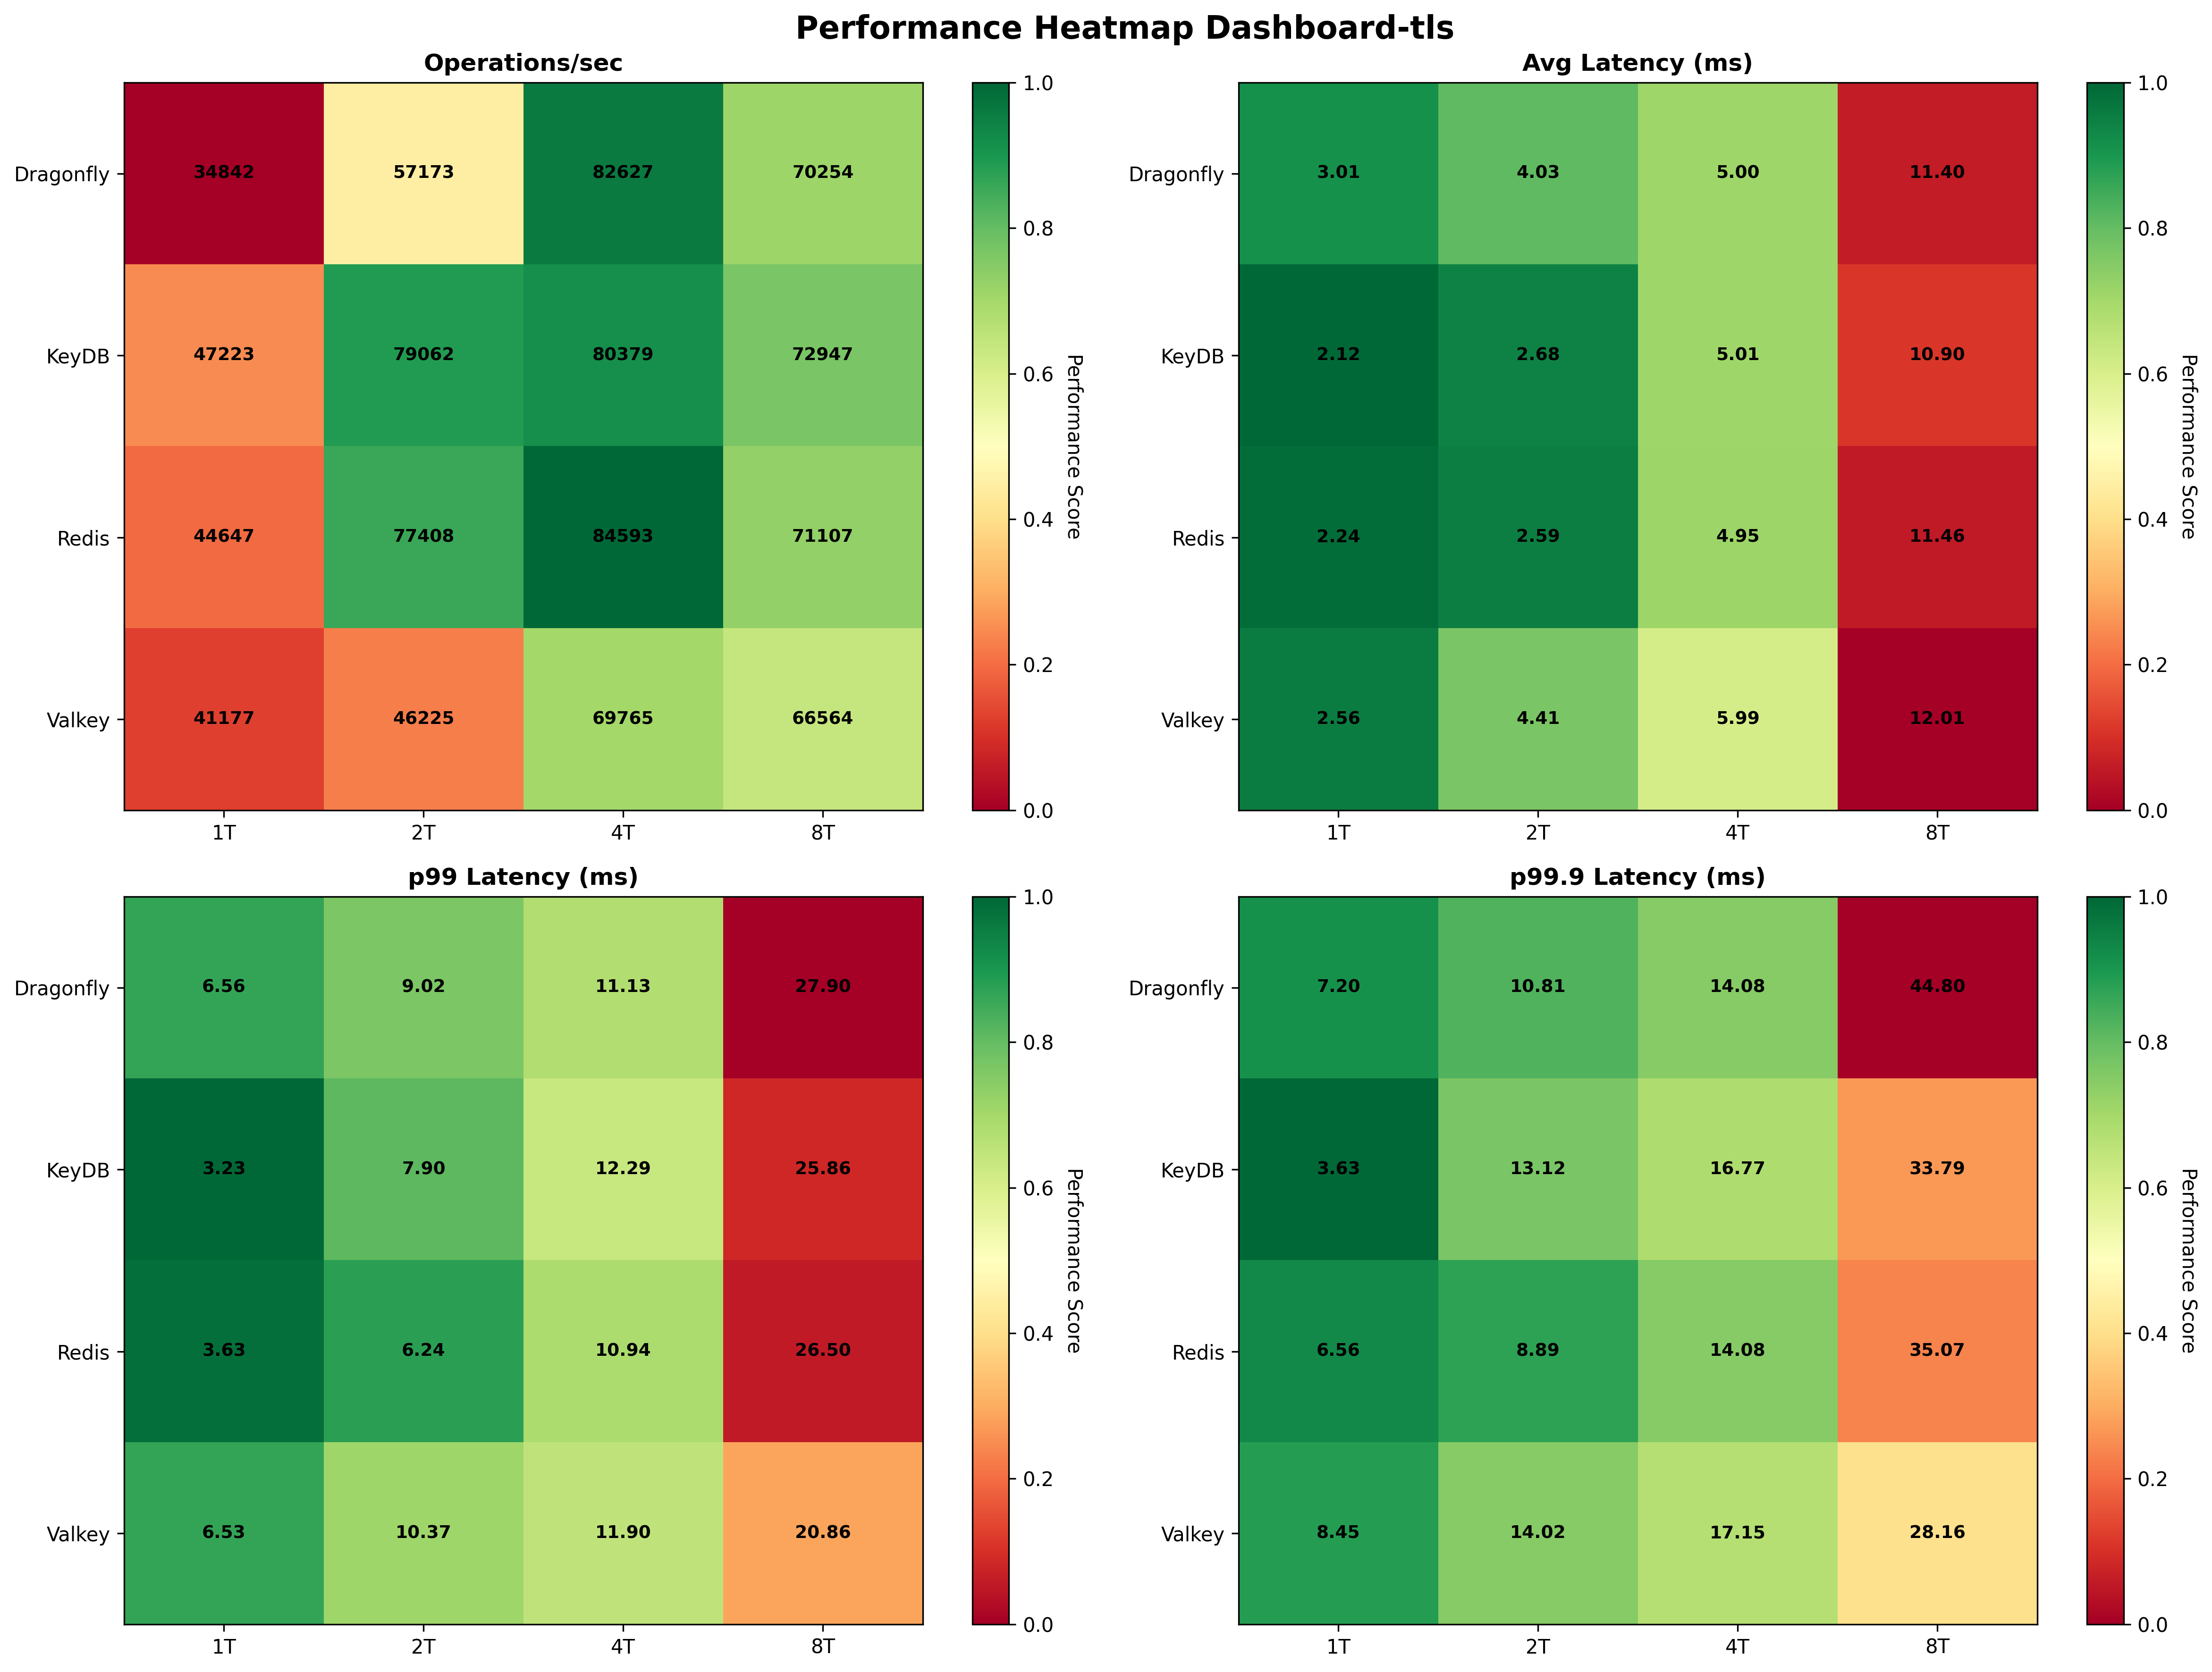 Performance Heatmap Dashboard-tls
Operations/sec
Dragonfly 34842 57173 82627 70254
KeyDB 47223 79062 80379 72947
Redis 44647 77408 84593 71107
Valkey 41177 46225 69765 66564
1T 2T 4T 8T
1.0
0.8
0.6
0.4
0.2
0.0
Performance Score
Avg Latency (ms)
Dragonfly 3.01 4.03 5.00 11.40
KeyDB 2.12 2.68 5.01 10.90
Redis 2.24 2.59 4.95 11.46
Valkey 2.56 4.41 5.99 12.01
1T 2T 4T 8T
1.0
0.8
0.6
0.4
0.2
0.0
Performance Score
p99 Latency (ms)
Dragonfly 6.56 9.02 11.13 27.90
KeyDB 3.23 7.90 12.29 25.86
Redis 3.63 6.24 10.94 26.50
Valkey 6.53 10.37 11.90 20.86
1T 2T 4T 8T
1.0
0.8
0.6
0.4
0.2
0.0
Performance Score
p99.9 Latency (ms)
Dragonfly 7.20 10.81 14.08 44.80
KeyDB 3.63 13.12 16.77 33.79
Redis 6.56 8.89 14.08 35.07
Valkey 8.45 14.02 17.15 28.16
1T 2T 4T 8T
1.0
0.8
0.6
0.4
0.2
0.0
Performance Score